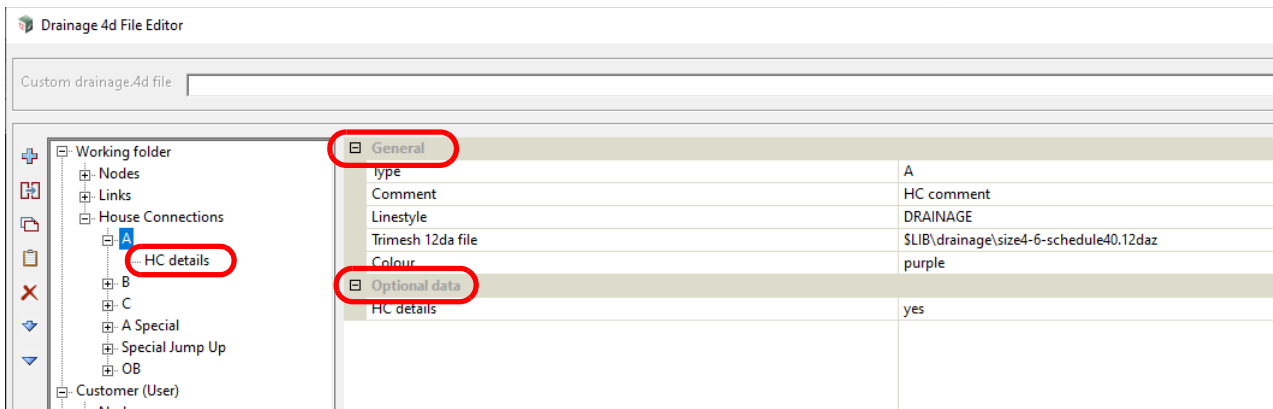 Drainage 4d File Editor
Custom drainage.4d file
Working folder
Nodes
Links
House Connections
A
HC details
B
C
A Special
Special Jump Up
OB
Customer (User)
General
Type A
Comment HC comment
Linestyle DRAINAGE
Trimesh 12da file $LIB\drainage\size4-6-schedule40.12daz
Colour purple
Optional data
HC details yes